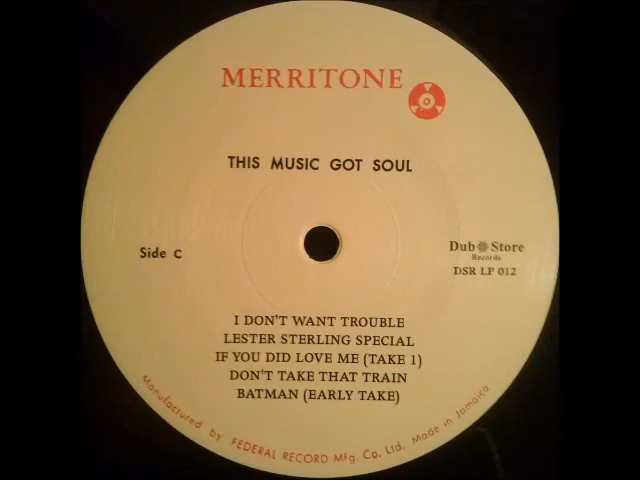 MERRITONE
THIS MUSIC GOT SOUL
Side C
Dub Store
Records
DSR LP 012
I DON'T WANT TROUBLE
LESTER STERLING SPECIAL
IF YOU DID LOVE ME (TAKE 1)
DON'T TAKE THAT TRAIN
BATMAN (EARLY TAKE)
Manufactured by FEDERAL RECORD Mfg. Co. Ltd. Made in Jamaica